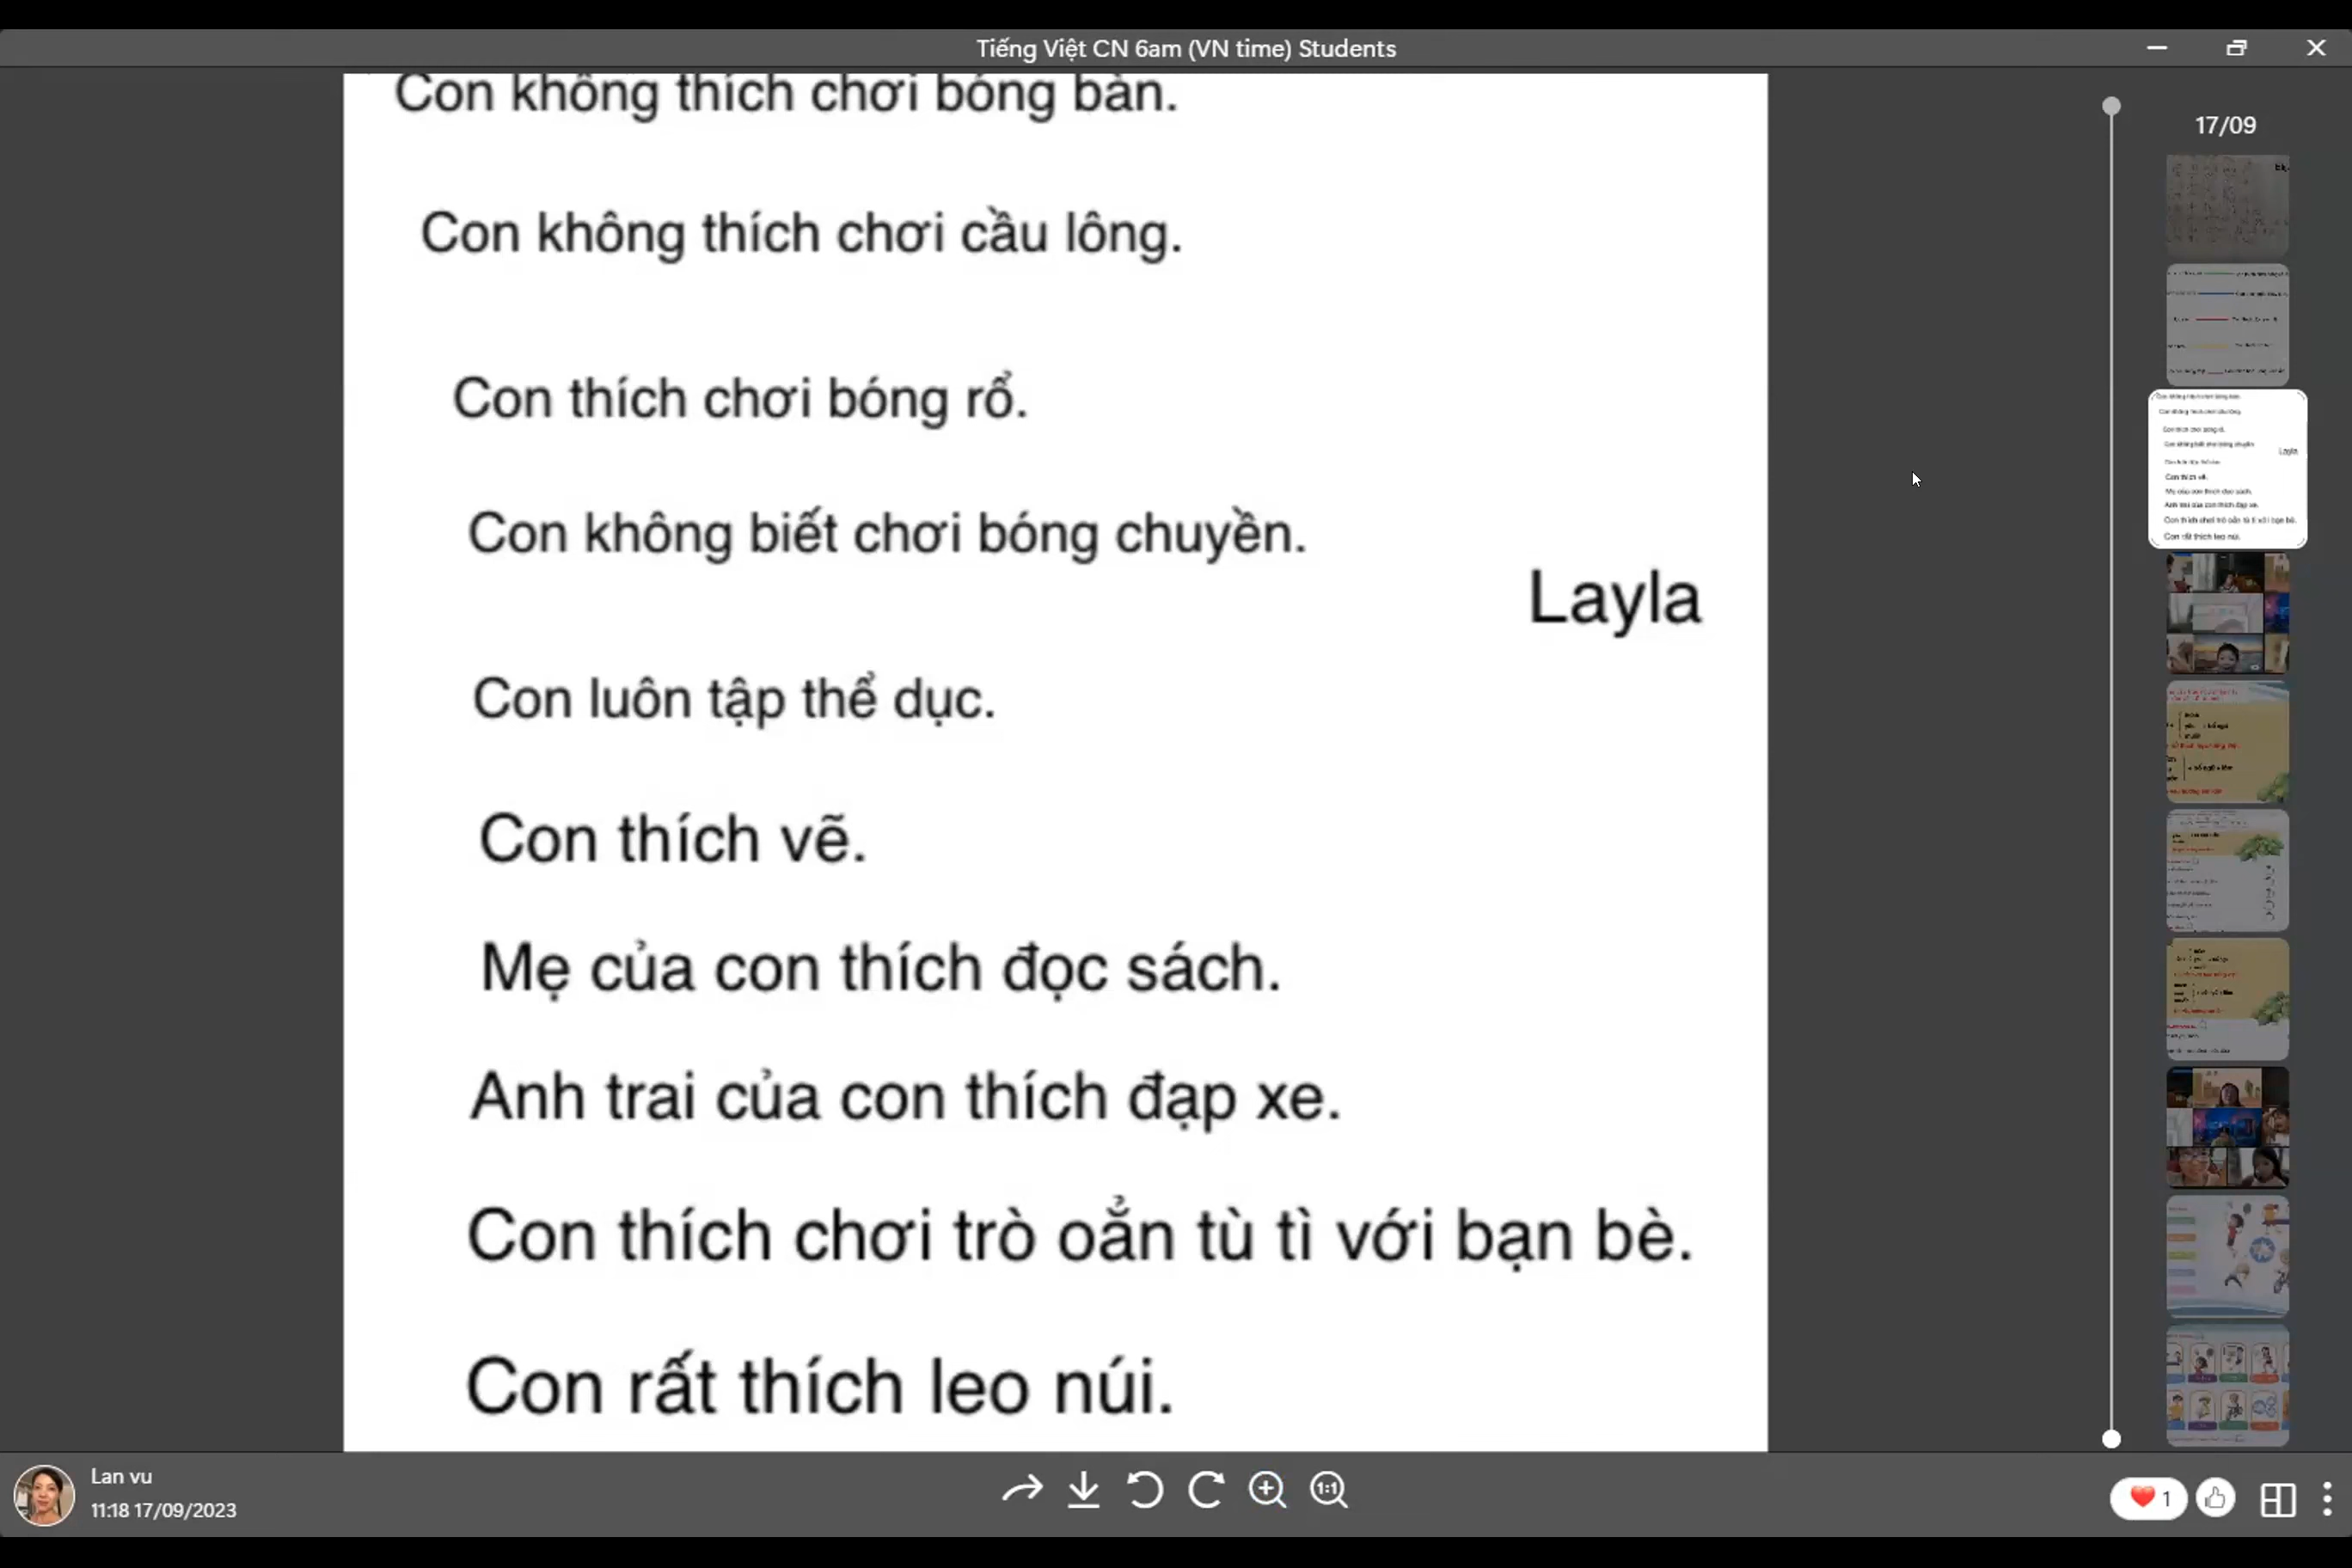 Tiếng Việt CN 6am (VN time) Students
17/09
Con không thích chơi bóng bàn.
Con không thích chơi cầu lông.
Con thích chơi bóng rổ.
Con không biết chơi bóng chuyền.
Layla
Con luôn tập thể dục.
Con thích vẽ.
Mẹ của con thích đọc sách.
Anh trai của con thích đạp xe.
Con thích chơi trò oẳn tù tì với bạn bè.
Con rất thích leo núi.
Lan vu
11:18 17/09/2023
1:1
1